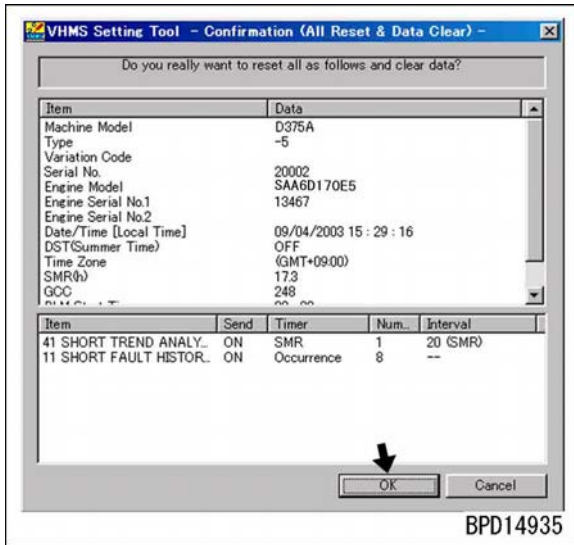 VHMS Setting Tool - Confirmation (All Reset & Data Clear) -
Do you really want to reset all as follows and clear data?
Item Data
Machine Model D375A
Type -5
Variation Code
Serial No. 20002
Engine Model SAA6D170E5
Engine Serial No.1 13467
Engine Serial No.2
Date/Time [Local Time] 09/04/2003 15 : 29 : 16
DST(Summer Time) OFF
Time Zone (GMT+09:00)
SMR(h) 17.3
GCC 248
Item Send Timer Num... Interval
41 SHORT TREND ANALY... ON SMR 1 20 (SMR)
11 SHORT FAULT HISTOR... ON Occurrence 8 --
OK Cancel
BPD14935